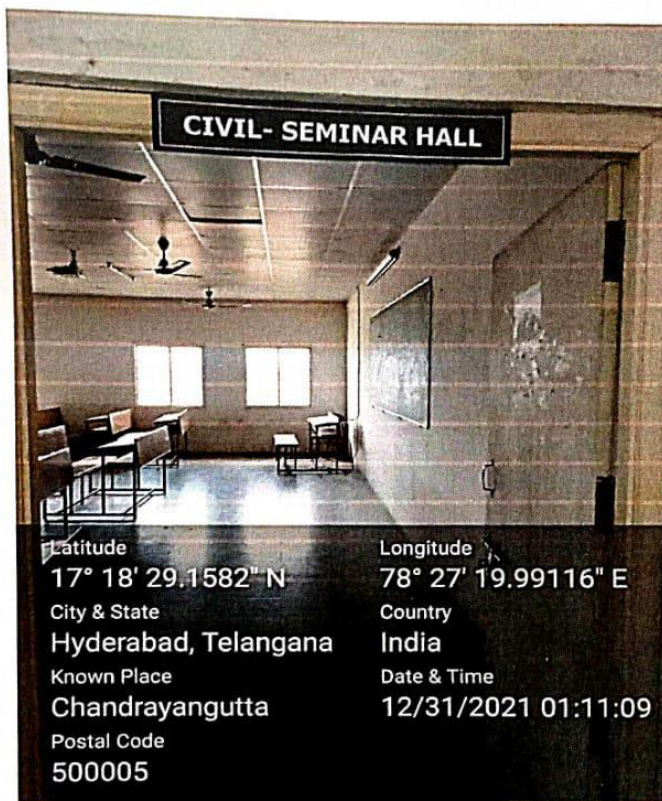 CIVIL- SEMINAR HALL
Latitude
17° 18' 29.1582" N
Longitude
78° 27' 19.99116" E
City & State
Hyderabad, Telangana
Country
India
Known Place
Chandrayangutta
Date & Time
12/31/2021 01:11:09
Postal Code
500005